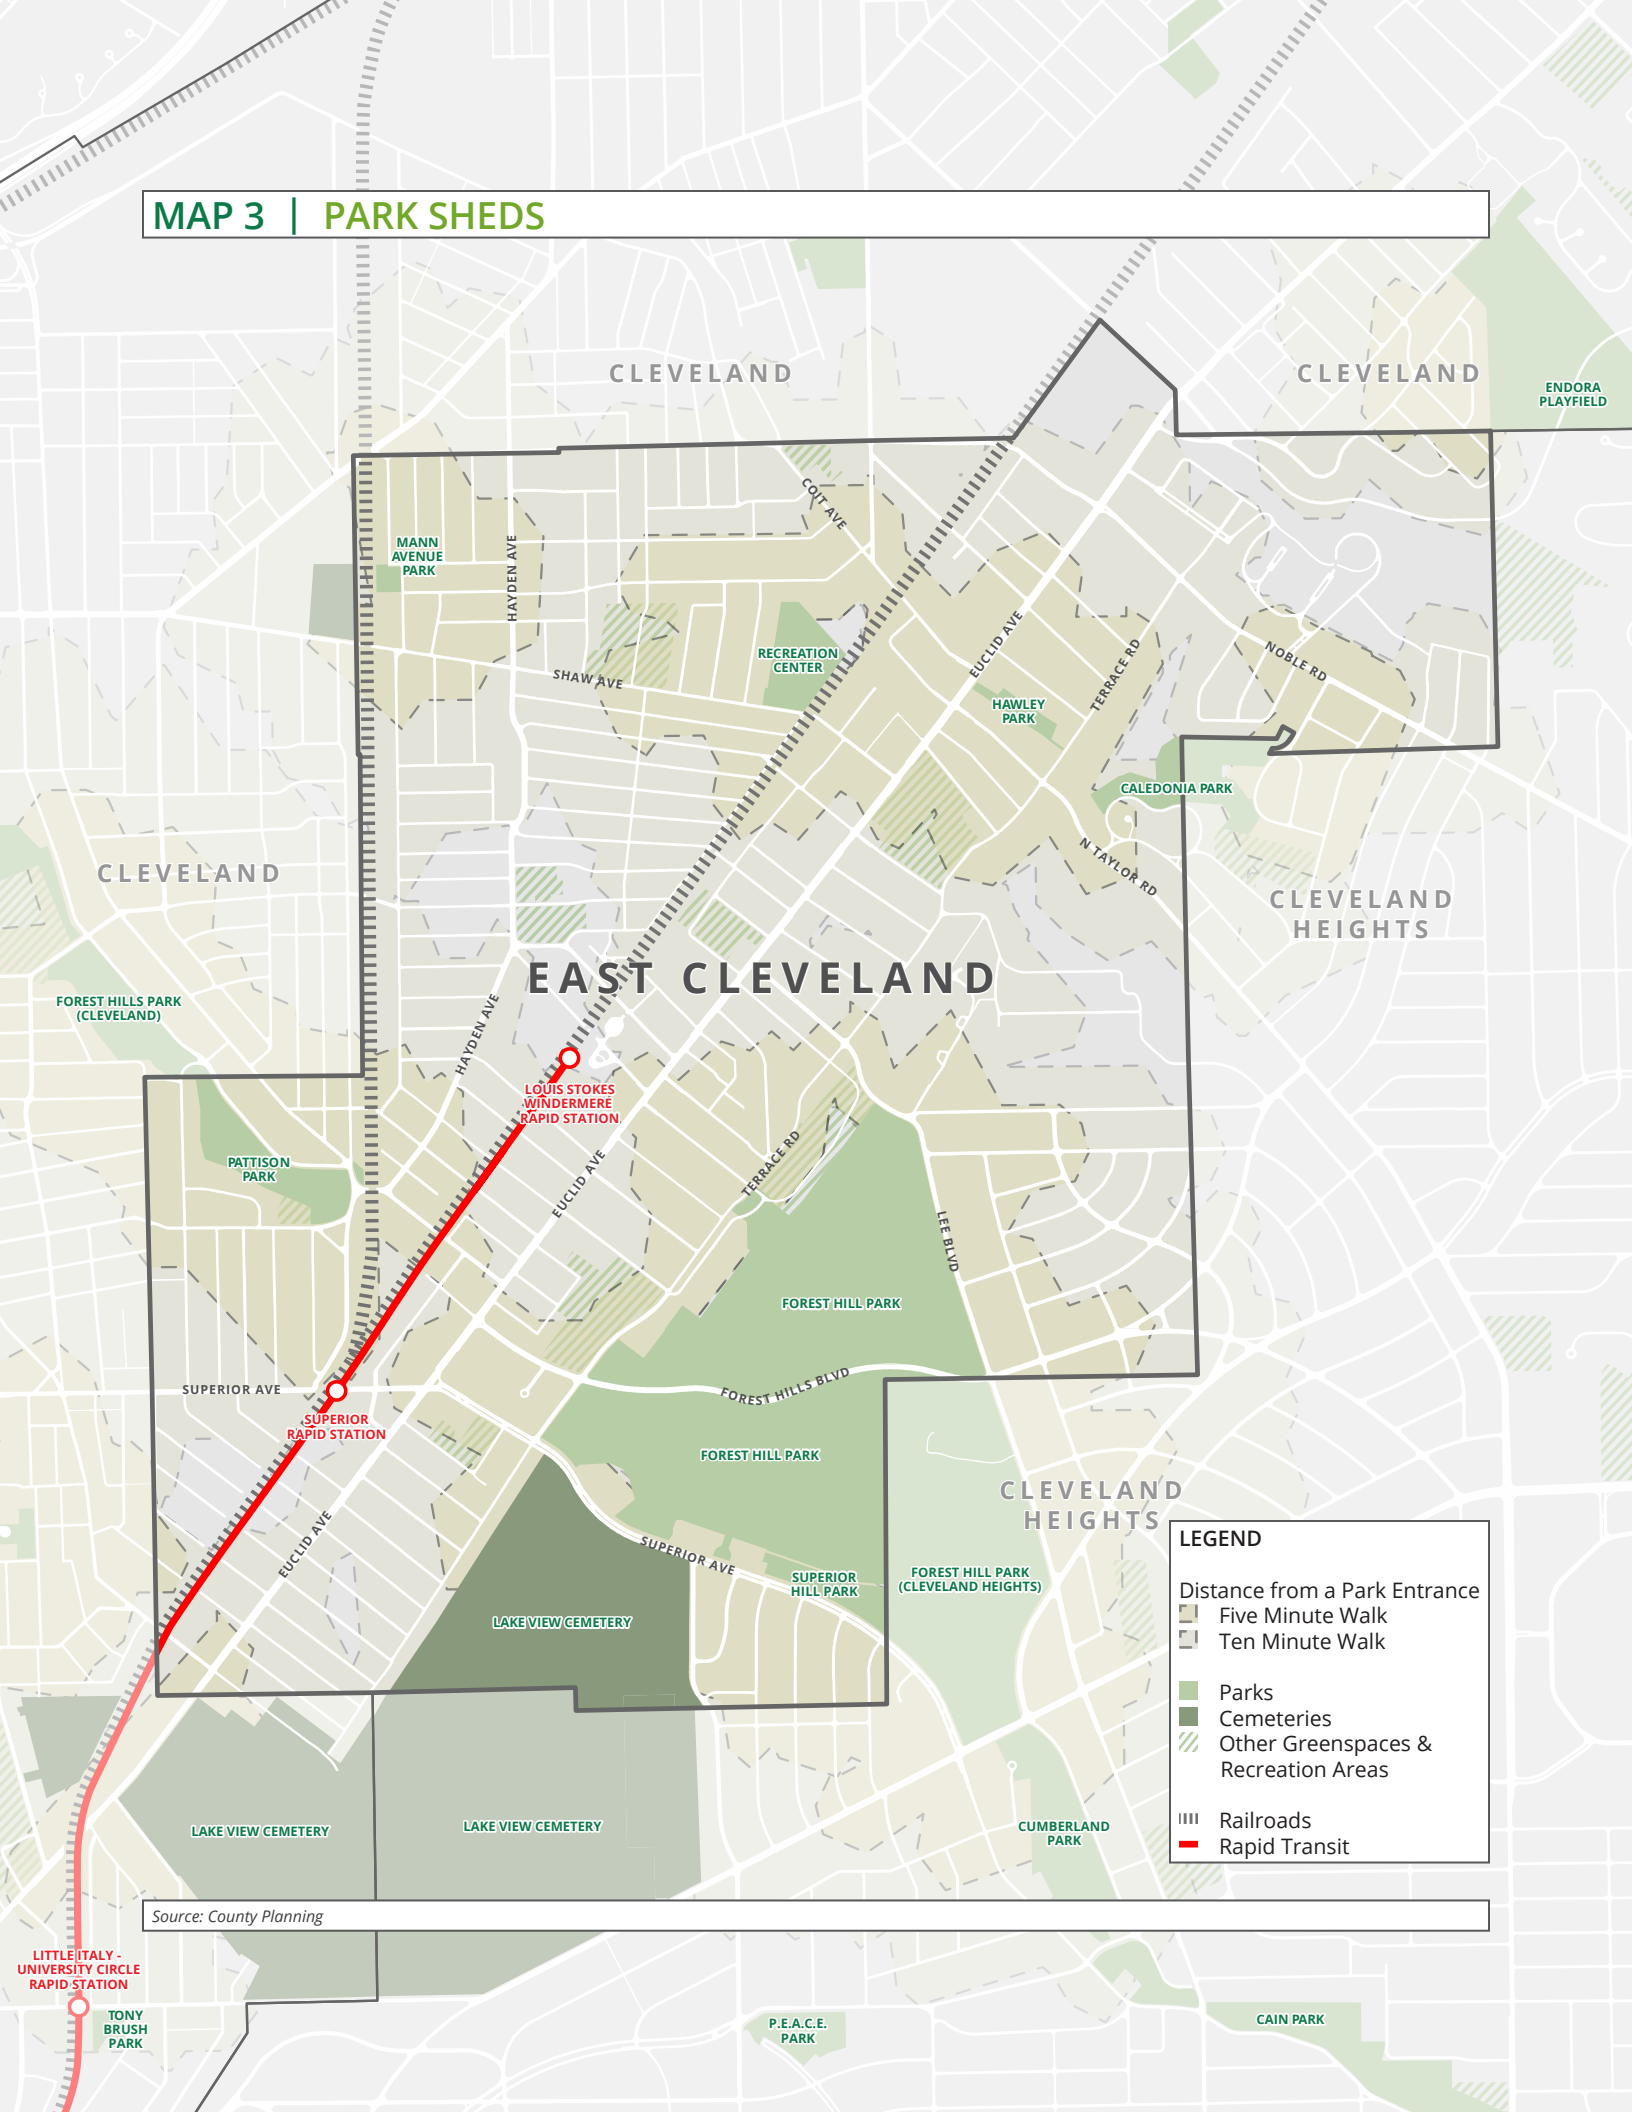 MAP 3 | PARK SHEDS
CLEVELAND
CLEVELAND
ENDORA
PLAYFIELD
COIT AVE
MANN
AVENUE
PARK
HAYDEN AVE
RECREATION
CENTER
EUCLID AVE
TERRACE RD
NOBLE RD
SHAW AVE
HAWLEY
PARK
CALEDONIA PARK
N TAYLOR RD
CLEVELAND
CLEVELAND
HEIGHTS
EAST CLEVELAND
FOREST HILLS PARK
(CLEVELAND)
HAYDEN AVE
LOUIS STOKES
WINDERMERE
RAPID STATION
PATTISON
PARK
EUCLID AVE
TERRACE RD
LEE BLVD
FOREST HILL PARK
SUPERIOR AVE
FOREST HILLS BLVD
SUPERIOR
RAPID STATION
FOREST HILL PARK
CLEVELAND
HEIGHTS
EUCLID AVE
SUPERIOR AVE
SUPERIOR
HILL PARK
FOREST HILL PARK
(CLEVELAND HEIGHTS)
LAKE VIEW CEMETERY
LEGEND
Distance from a Park Entrance
Five Minute Walk
Ten Minute Walk
Parks
Cemeteries
Other Greenspaces &
Recreation Areas
Railroads
Rapid Transit
LAKE VIEW CEMETERY
LAKE VIEW CEMETERY
CUMBERLAND
PARK
Source: County Planning
LITTLE ITALY -
UNIVERSITY CIRCLE
RAPID STATION
TONY
BRUSH
PARK
P.E.A.C.E.
PARK
CAIN PARK